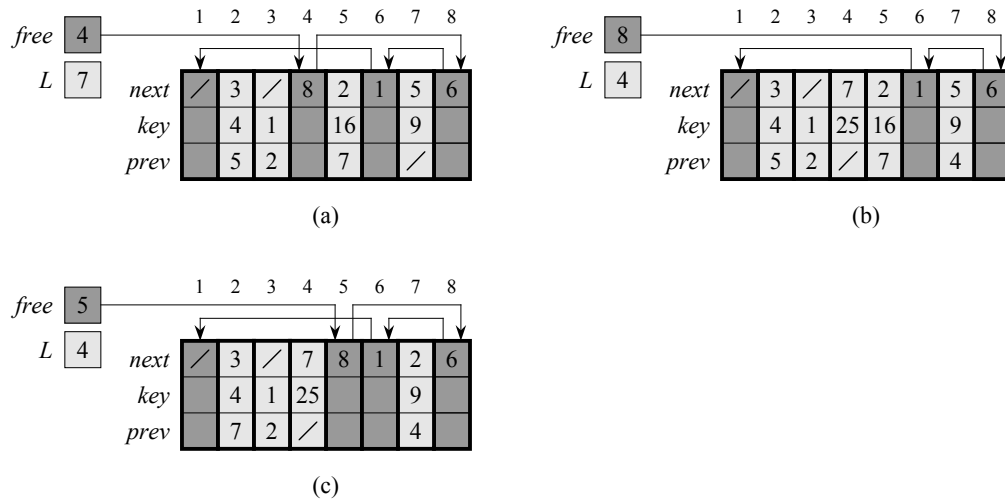 1 2 3 4 5 6 7 8
free 4
L 7
next / 3 / 8 2 1 5 6
key 4 1 16 9
prev 5 2 7 /
(a)
1 2 3 4 5 6 7 8
free 8
L 4
next / 3 / 7 2 1 5 6
key 4 1 25 16 9
prev 5 2 / 7 4
(b)
1 2 3 4 5 6 7 8
free 5
L 4
next / 3 / 7 8 1 2 6
key 4 1 25 9
prev 7 2 / 4
(c)